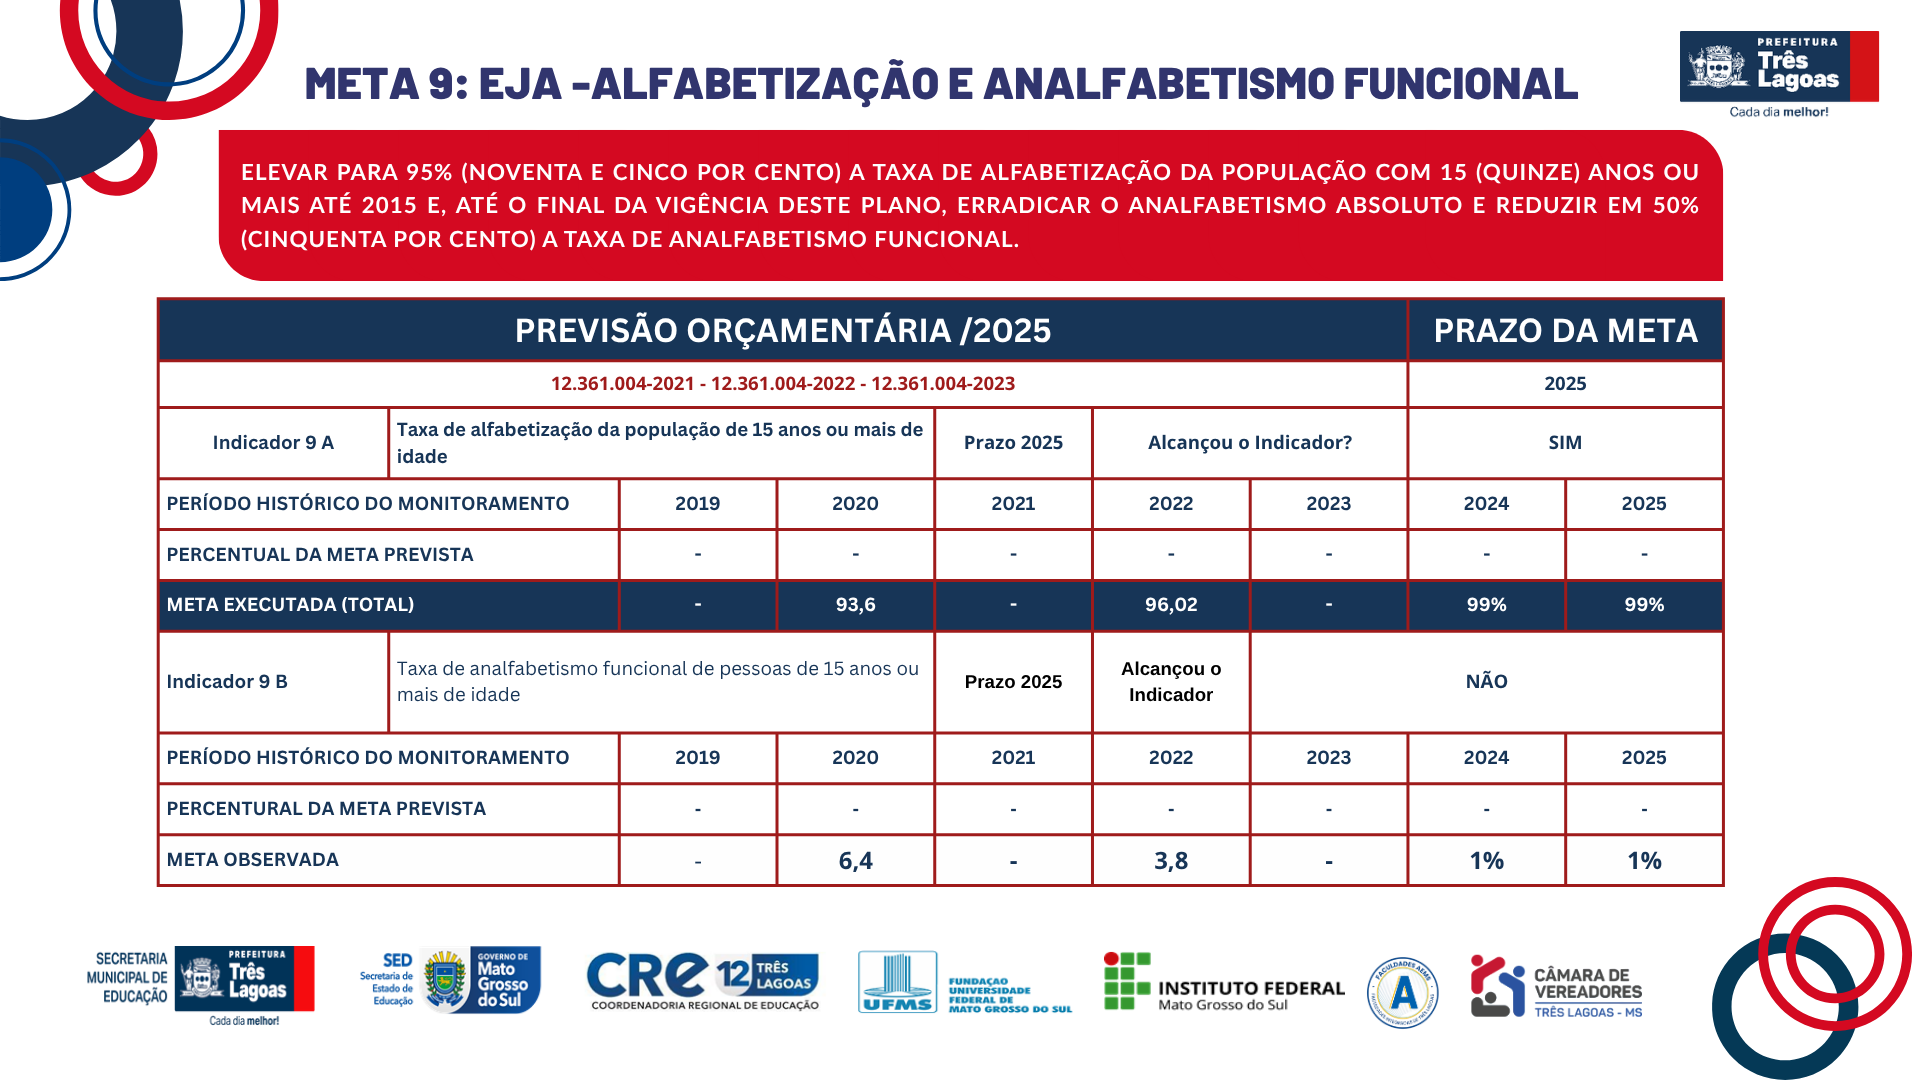 META 9: EJA -ALFABETIZAÇÃO E ANALFABETISMO FUNCIONAL
PREFEITURA
Três
Lagoas
Cada dia melhor!
ELEVAR PARA 95% (NOVENTA E CINCO POR CENTO) A TAXA DE ALFABETIZAÇÃO DA POPULAÇÃO COM 15 (QUINZE) ANOS OU
MAIS ATÉ 2015 E, ATÉ O FINAL DA VIGÊNCIA DESTE PLANO, ERRADICAR O ANALFABETISMO ABSOLUTO E REDUZIR EM 50%
(CINQUENTA POR CENTO) A TAXA DE ANALFABETISMO FUNCIONAL.
PREVISÃO ORÇAMENTÁRIA /2025 PRAZO DA META
12.361.004-2021 - 12.361.004-2022 - 12.361.004-2023 2025
Indicador 9 A Taxa de alfabetização da população de 15 anos ou mais de
idade Prazo 2025 Alcançou o Indicador? SIM
PERÍODO HISTÓRICO DO MONITORAMENTO 2019 2020 2021 2022 2023 2024 2025
PERCENTUAL DA META PREVISTA - - - - - - -
META EXECUTADA (TOTAL) - 93,6 - 96,02 - 99% 99%
Indicador 9 B Taxa de analfabetismo funcional de pessoas de 15 anos ou
mais de idade Prazo 2025 Alcançou o
Indicador NÃO
PERÍODO HISTÓRICO DO MONITORAMENTO 2019 2020 2021 2022 2023 2024 2025
PERCENTURAL DA META PREVISTA - - - - - - -
META OBSERVADA - 6,4 - 3,8 - 1% 1%
SECRETARIA
MUNICIPAL DE
EDUCAÇÃO
PREFEITURA
Três
Lagoas
Cada dia melhor!
SED
Secretaria de
Estado de
Educação
GOVERNO DE
Mato
Grosso
do Sul
CRE 12 TRÊS
LAGOAS
COORDENADORIA REGIONAL DE EDUCAÇÃO
UFMS
FUNDAÇAO
UNIVERSIDADE
FEDERAL DE
MATO GROSSO DO SUL
INSTITUTO FEDERAL
Mato Grosso do Sul
FACULDADES AEMS
A
CÂMARA DE
VEREADORES
TRÊS LAGOAS - MS